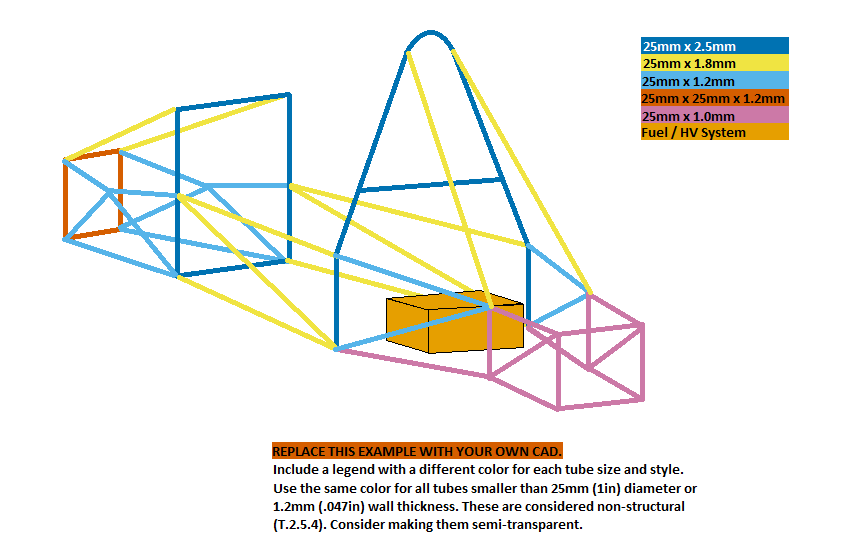 25mm x 2.5mm
25mm x 1.8mm
25mm x 1.2mm
25mm x 25mm x 1.2mm
25mm x 1.0mm
Fuel / HV System
REPLACE THIS EXAMPLE WITH YOUR OWN CAD.
Include a legend with a different color for each tube size and style.
Use the same color for all tubes smaller than 25mm (1in) diameter or
1.2mm (.047in) wall thickness. These are considered non-structural
(T.2.5.4). Consider making them semi-transparent.